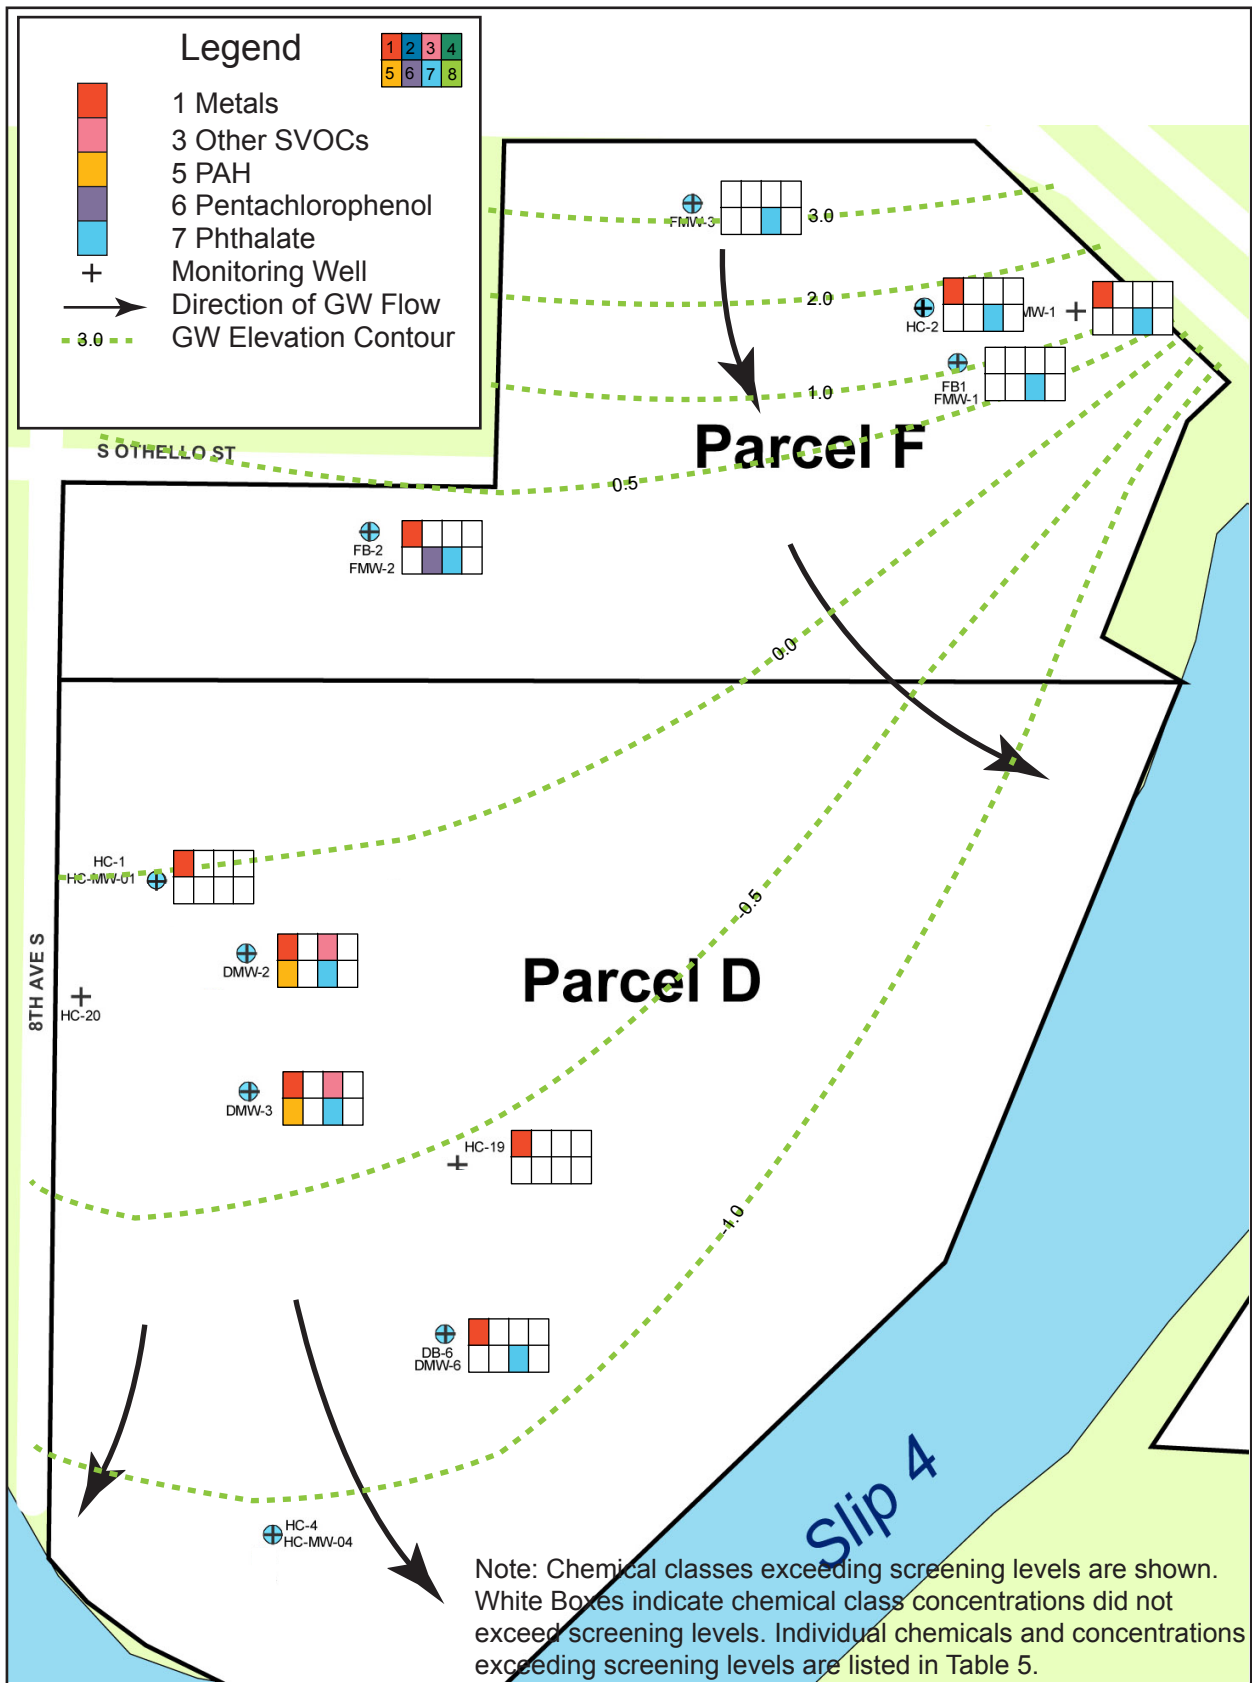 Legend
1 2 3 4
5 6 7 8
1 Metals
3 Other SVOCs
5 PAH
6 Pentachlorophenol
7 Phthalate
Monitoring Well
Direction of GW Flow
3.0 GW Elevation Contour
FMW-3
3.0
2.0
HC-2
MW-1
1.0
FB1
FMW-1
Parcel F
S OTHELLO ST
0.5
FB-2
FMW-2
0.0
HC-1
HC-MW-01
-0.5
DMW-2
Parcel D
8TH AVE S
HC-20
DMW-3
HC-19
-1.0
DB-6
DMW-6
Slip 4
HC-4
HC-MW-04
Note: Chemical classes exceeding screening levels are shown.
White Boxes indicate chemical class concentrations did not
exceed screening levels. Individual chemicals and concentrations
exceeding screening levels are listed in Table 5.